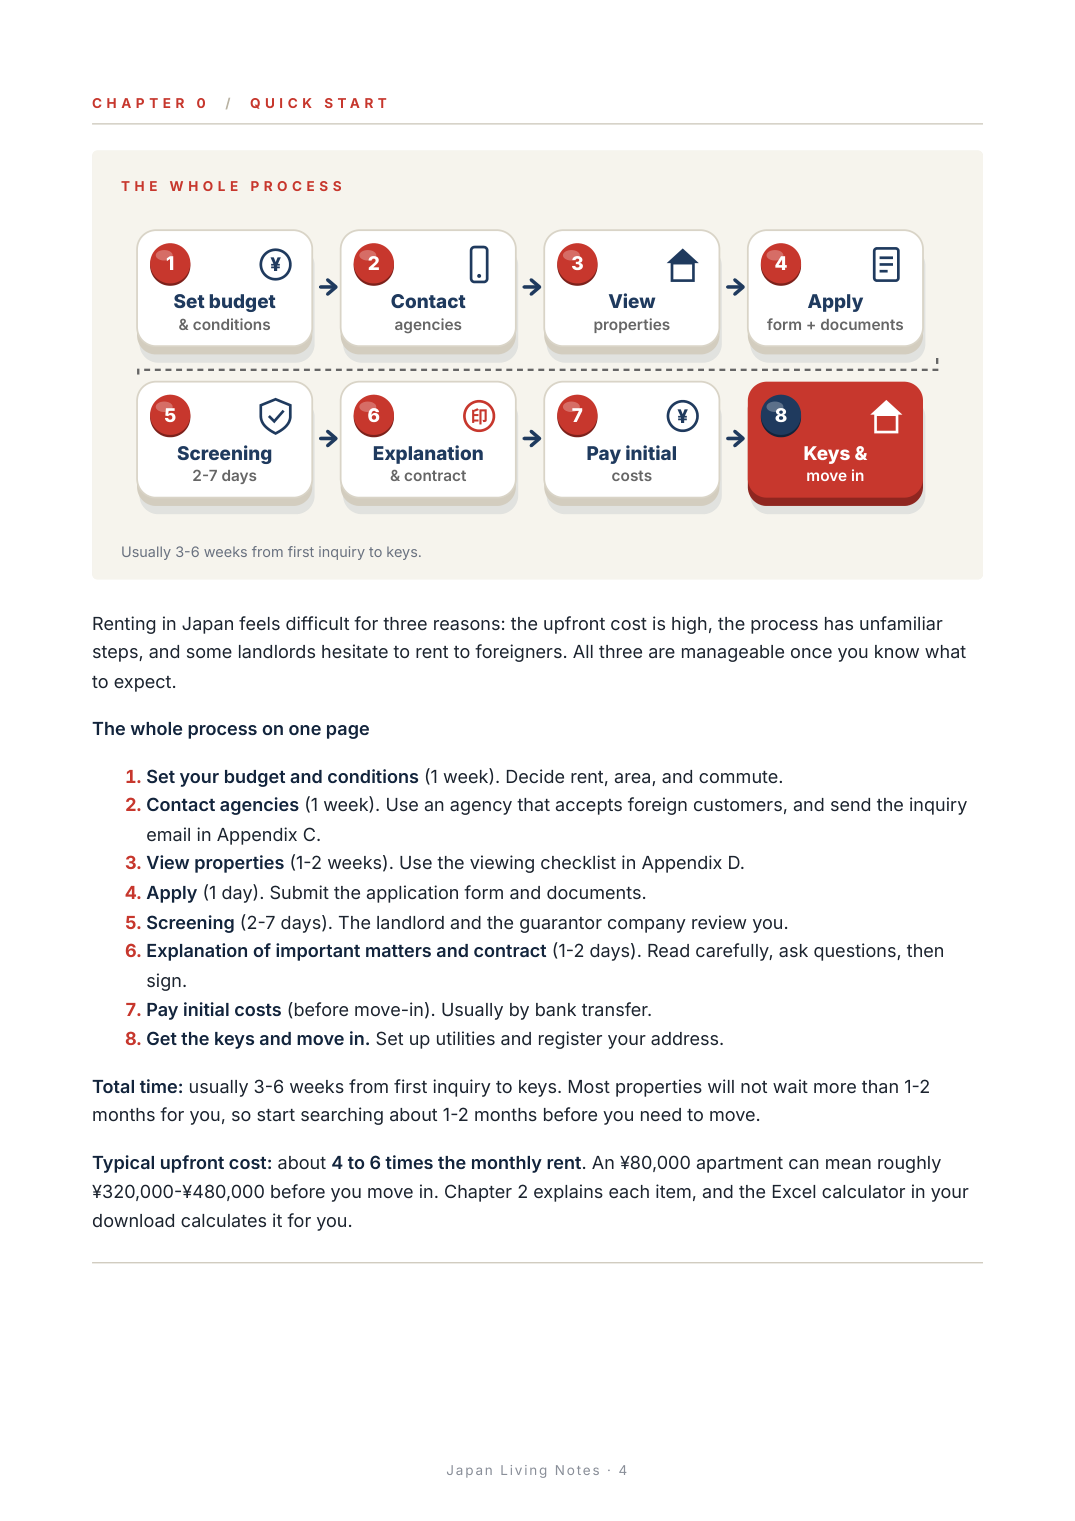 CHAPTER 0 / QUICK START
THE WHOLE PROCESS
1 ¥
Set budget
& conditions
2
Contact
agencies
3
View
properties
4
Apply
form + documents
5
Screening
2-7 days
6 印
Explanation
& contract
7 ¥
Pay initial
costs
8
Keys &
move in
Usually 3-6 weeks from first inquiry to keys.
Renting in Japan feels difficult for three reasons: the upfront cost is high, the process has unfamiliar
steps, and some landlords hesitate to rent to foreigners. All three are manageable once you know what
to expect.
The whole process on one page
1. Set your budget and conditions (1 week). Decide rent, area, and commute.
2. Contact agencies (1 week). Use an agency that accepts foreign customers, and send the inquiry
email in Appendix C.
3. View properties (1-2 weeks). Use the viewing checklist in Appendix D.
4. Apply (1 day). Submit the application form and documents.
5. Screening (2-7 days). The landlord and the guarantor company review you.
6. Explanation of important matters and contract (1-2 days). Read carefully, ask questions, then
sign.
7. Pay initial costs (before move-in). Usually by bank transfer.
8. Get the keys and move in. Set up utilities and register your address.
Total time: usually 3-6 weeks from first inquiry to keys. Most properties will not wait more than 1-2
months for you, so start searching about 1-2 months before you need to move.
Typical upfront cost: about 4 to 6 times the monthly rent. An ¥80,000 apartment can mean roughly
¥320,000-¥480,000 before you move in. Chapter 2 explains each item, and the Excel calculator in your
download calculates it for you.
Japan Living Notes · 4